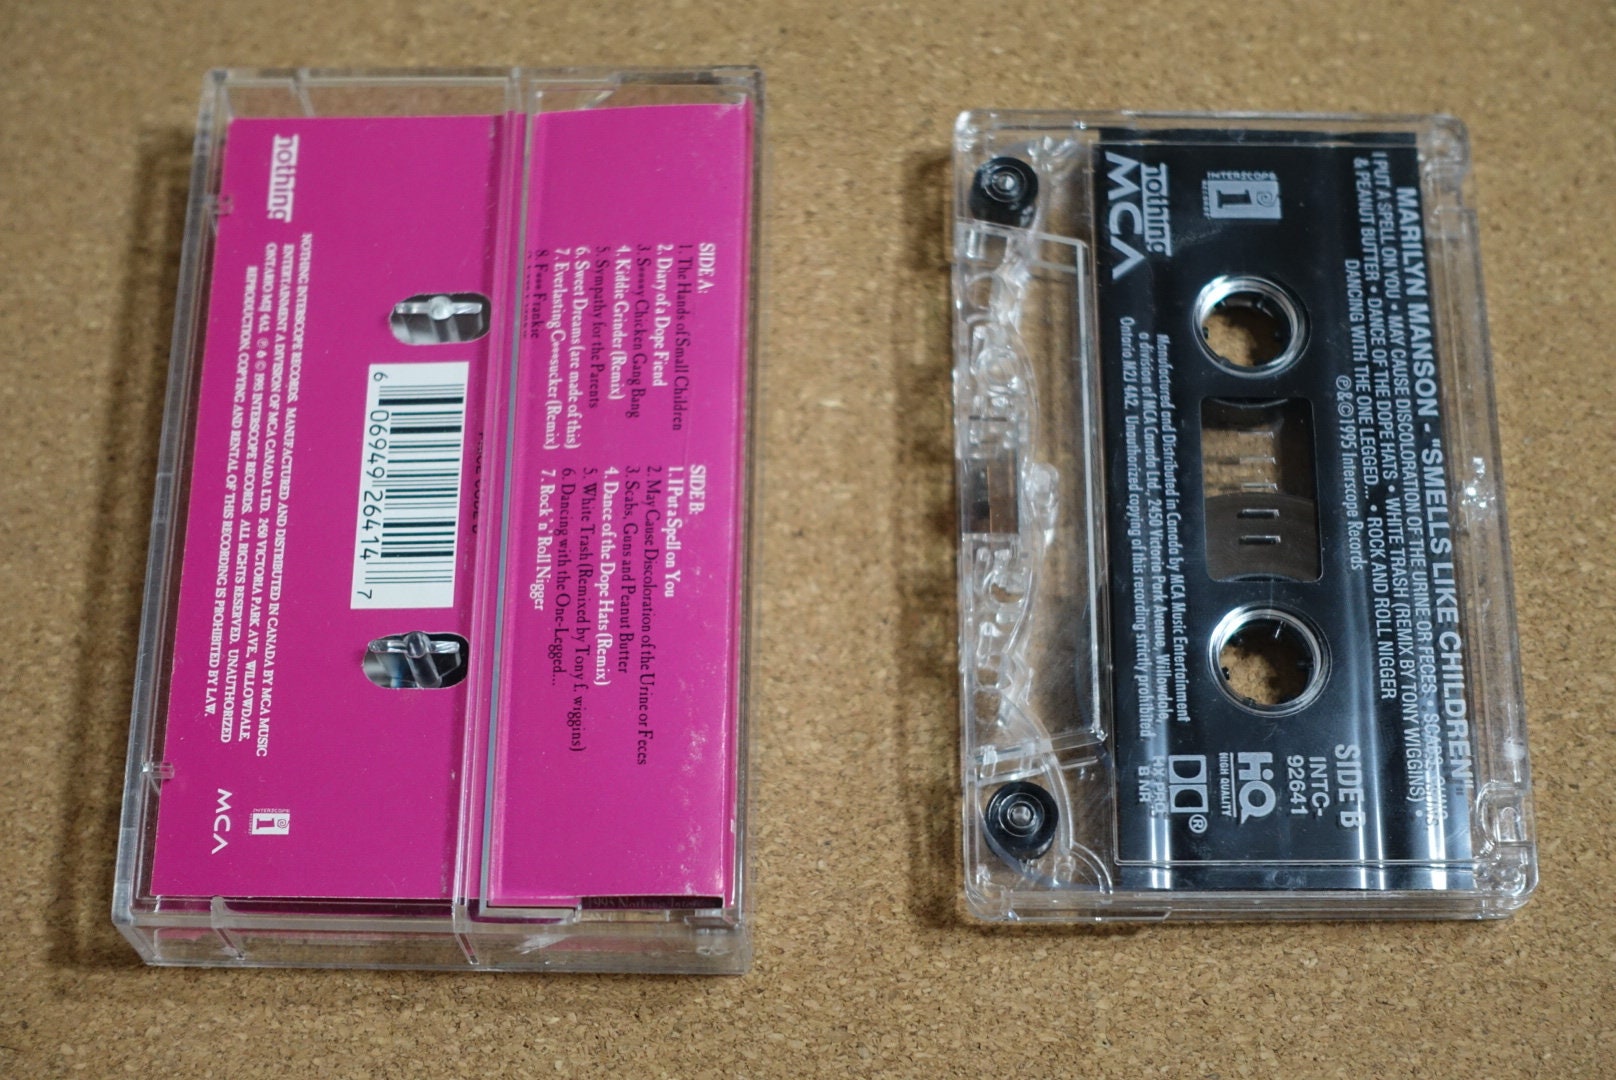 nothing
NOTHING INTERSCOPE RECORDS. MANUFACTURED AND DISTRIBUTED IN CANADA BY MCA MUSIC
ENTERTAINMENT A DIVISION OF MCA CANADA LTD. 2450 VICTORIA PARK AVE, WILLOWDALE,
ONTARIO M2J 4A2. ℗ & © 1995 INTERSCOPE RECORDS. ALL RIGHTS RESERVED. UNAUTHORIZED
REPRODUCTION, COPYING AND RENTAL OF THIS RECORDING IS PROHIBITED BY LAW.
INTERSCOPE
MCA
6 06949 26414 7
SIDE A:
1. The Hands of Small Children
2. Diary of a Dope Fiend
3. S****y Chicken Gang Bang
4. Kiddie Grinder (Remix)
5. Sympathy for the Parents
6. Sweet Dreams (are made of this)
7. Everlasting C***sucker (Remix)
8. F*** Frankie
SIDE B:
1. I Put a Spell on You
2. May Cause Discoloration of the Urine or Feces
3. Scabs, Guns and Peanut Butter
4. Dance of the Dope Hats (Remix)
5. White Trash (Remixed by Tony f. wiggins)
6. Dancing with the One-Legged...
7. Rock 'n' Roll Nigger
1995 Nothing
MARILYN MANSON - "SMELLS LIKE CHILDREN"
I PUT A SPELL ON YOU • MAY CAUSE DISCOLORATION OF THE URINE OR FECES • SCABS, GUNS
& PEANUT BUTTER • DANCE OF THE DOPE HATS • WHITE TRASH (REMIX BY TONY WIGGINS) •
DANCING WITH THE ONE LEGGED... • ROCK AND ROLL NIGGER
℗&©1995 Interscope Records
INTERSCOPE
RECORDS
SIDE B
INTC-
92641
HQ
HIGH QUALITY
nothing
MCA
Manufactured and Distributed in Canada by MCA Music Entertainment
a division of MCA Canada Ltd., 2450 Victoria Park Avenue, Willowdale,
Ontario M2J 4A2. Unauthorized copying of this recording strictly prohibited.
HX PRO
B NR